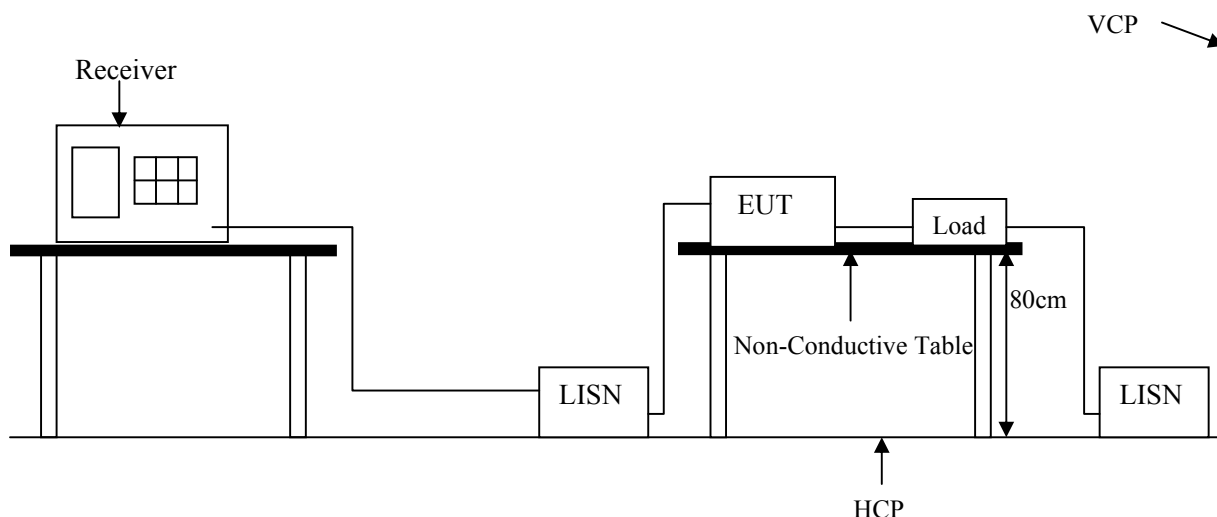 VCP
Receiver
EUT
Load
80cm
Non-Conductive Table
LISN
LISN
HCP